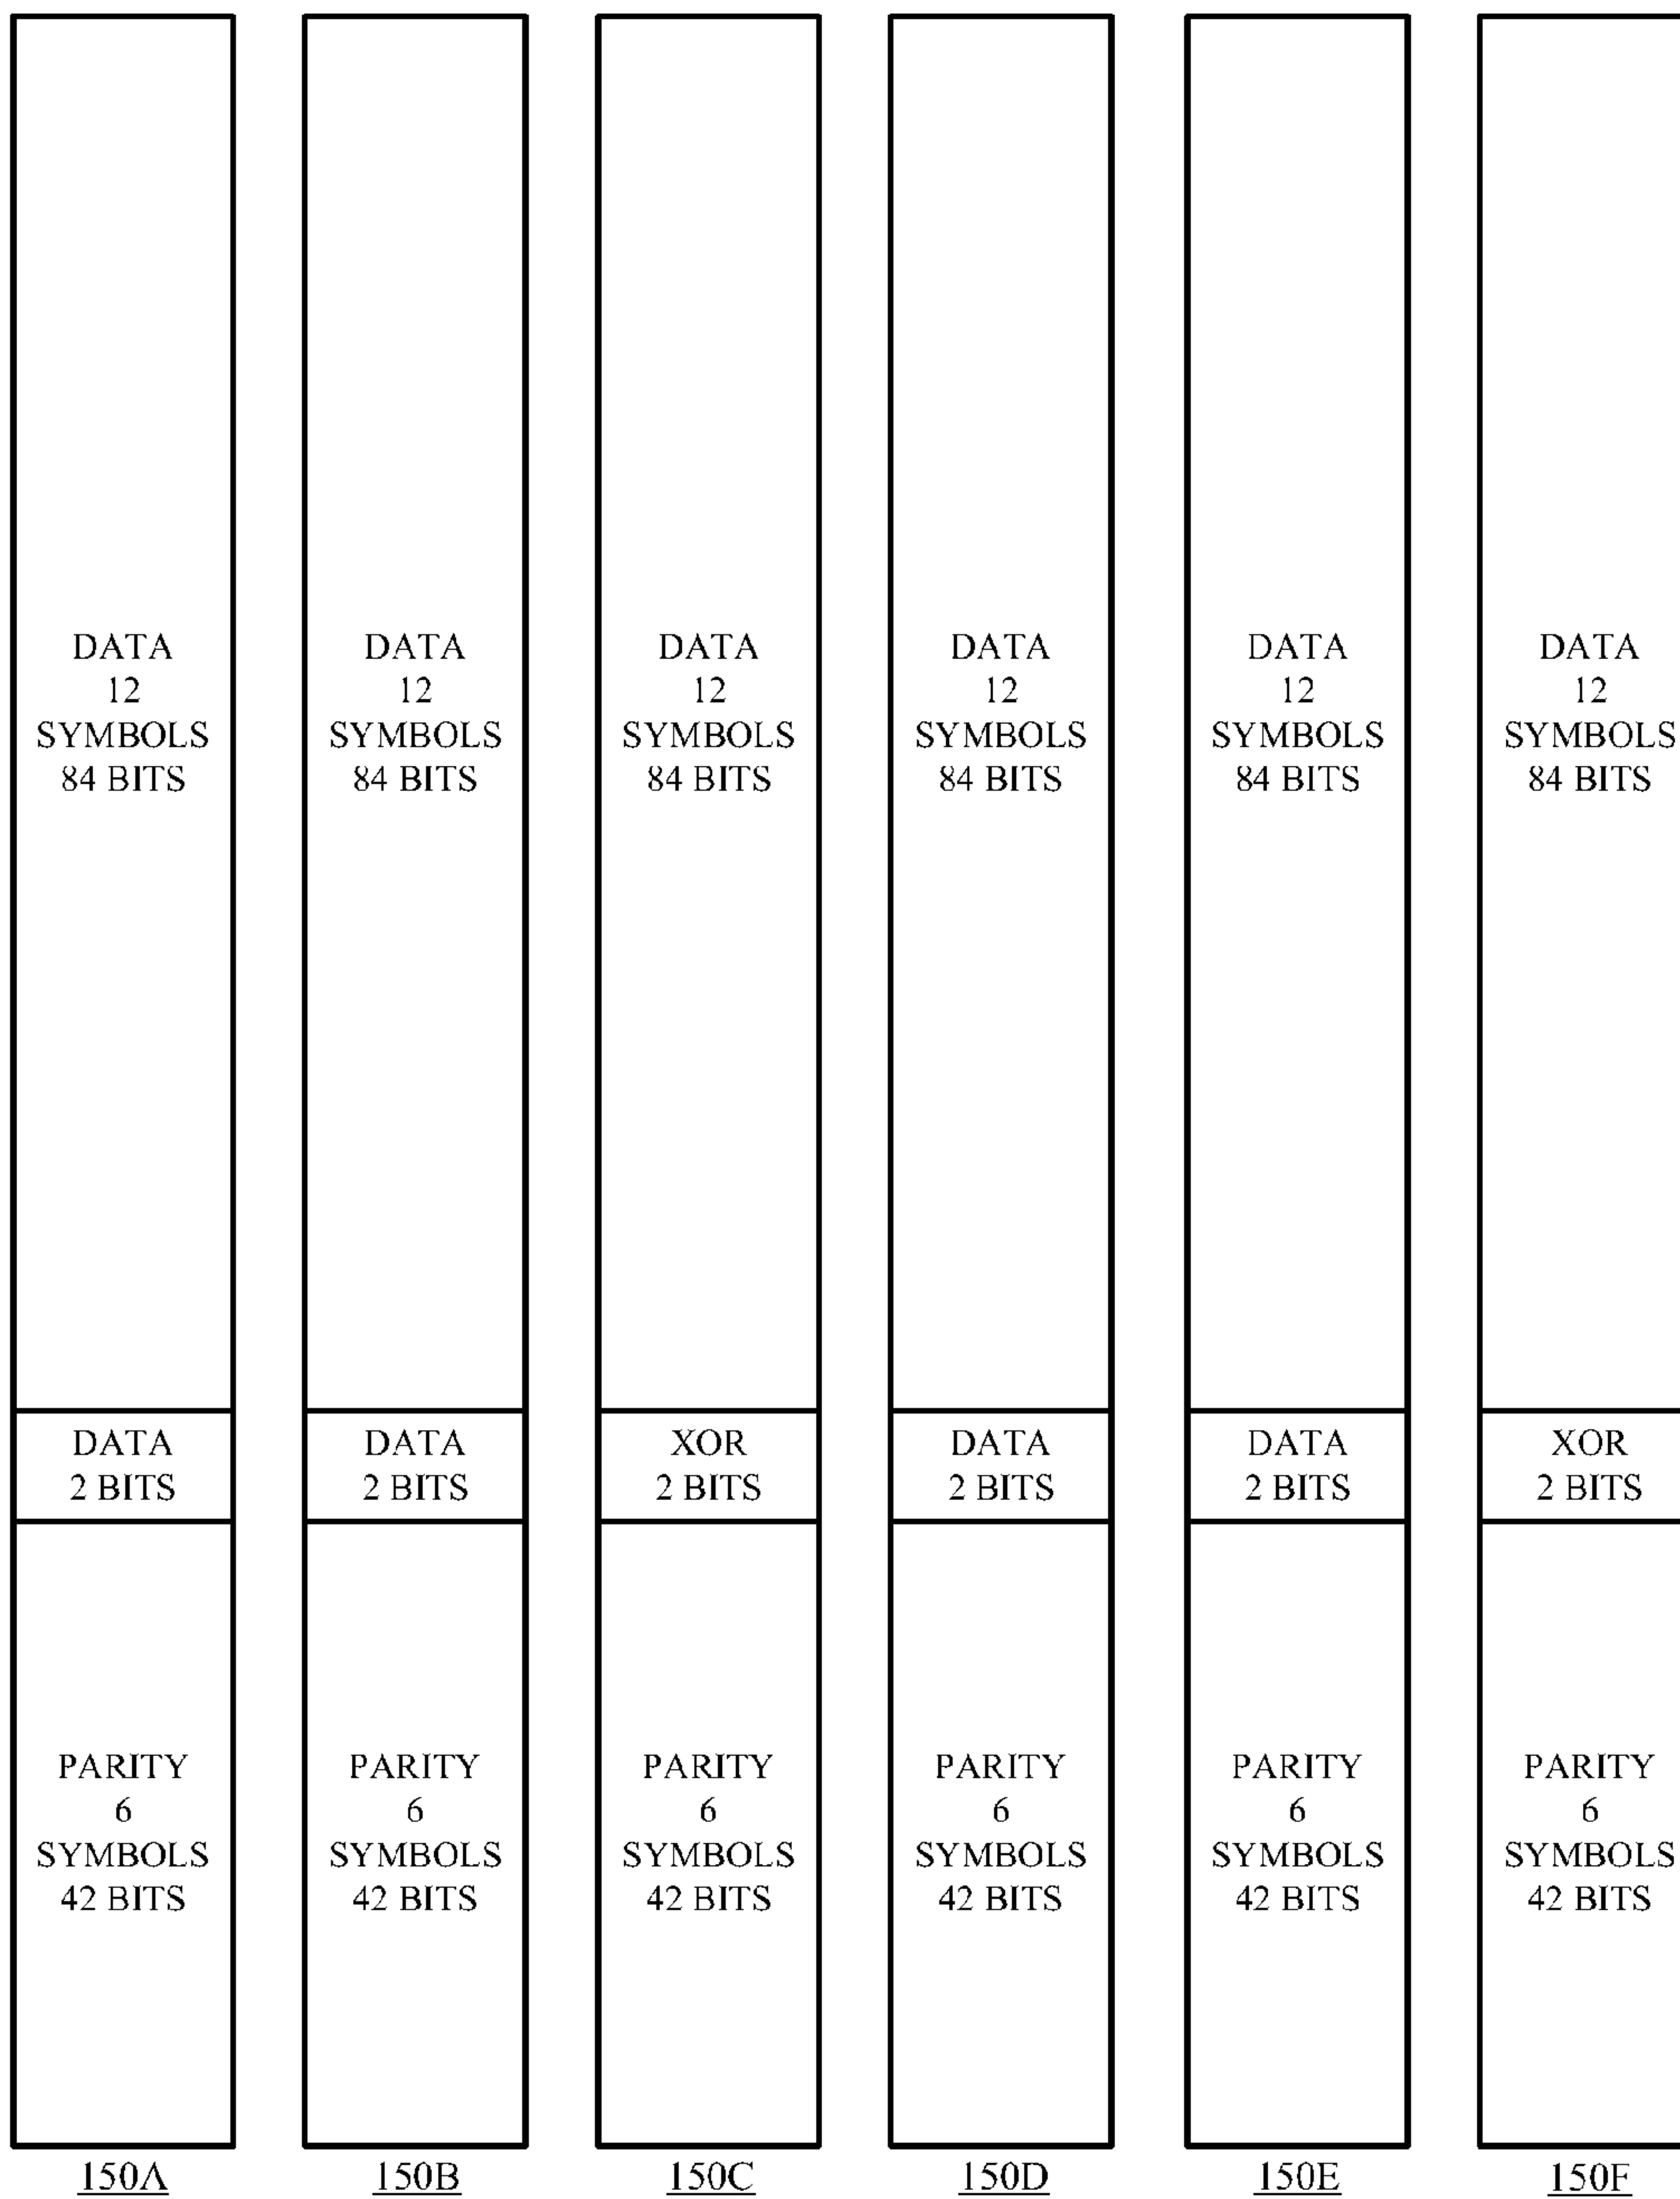 DATA
12
SYMBOLS
84 BITS
DATA
2 BITS
PARITY
6
SYMBOLS
42 BITS
150A
DATA
12
SYMBOLS
84 BITS
DATA
2 BITS
PARITY
6
SYMBOLS
42 BITS
150B
DATA
12
SYMBOLS
84 BITS
XOR
2 BITS
PARITY
6
SYMBOLS
42 BITS
150C
DATA
12
SYMBOLS
84 BITS
DATA
2 BITS
PARITY
6
SYMBOLS
42 BITS
150D
DATA
12
SYMBOLS
84 BITS
DATA
2 BITS
PARITY
6
SYMBOLS
42 BITS
150E
DATA
12
SYMBOLS
84 BITS
XOR
2 BITS
PARITY
6
SYMBOLS
42 BITS
150F